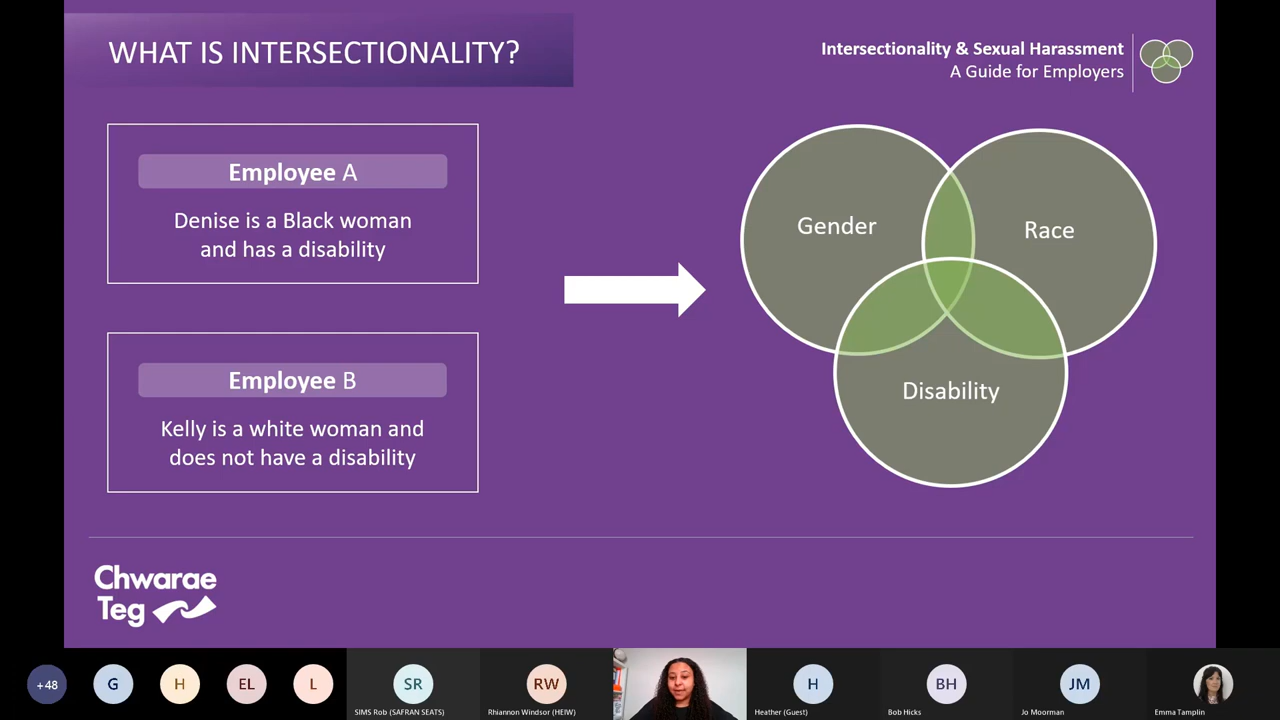 WHAT IS INTERSECTIONALITY?
Intersectionality & Sexual Harassment
A Guide for Employers
Employee A
Denise is a Black woman
and has a disability
Employee B
Kelly is a white woman and
does not have a disability
Gender
Race
Disability
Chwarae
Teg
+48
G
H
EL
L
SR
SIMS Rob (SAFRAN SEATS)
RW
Rhiannon Windsor (HEIW)
H
Heather (Guest)
BH
Bob Hicks
JM
Jo Moorman
Emma Tamplin